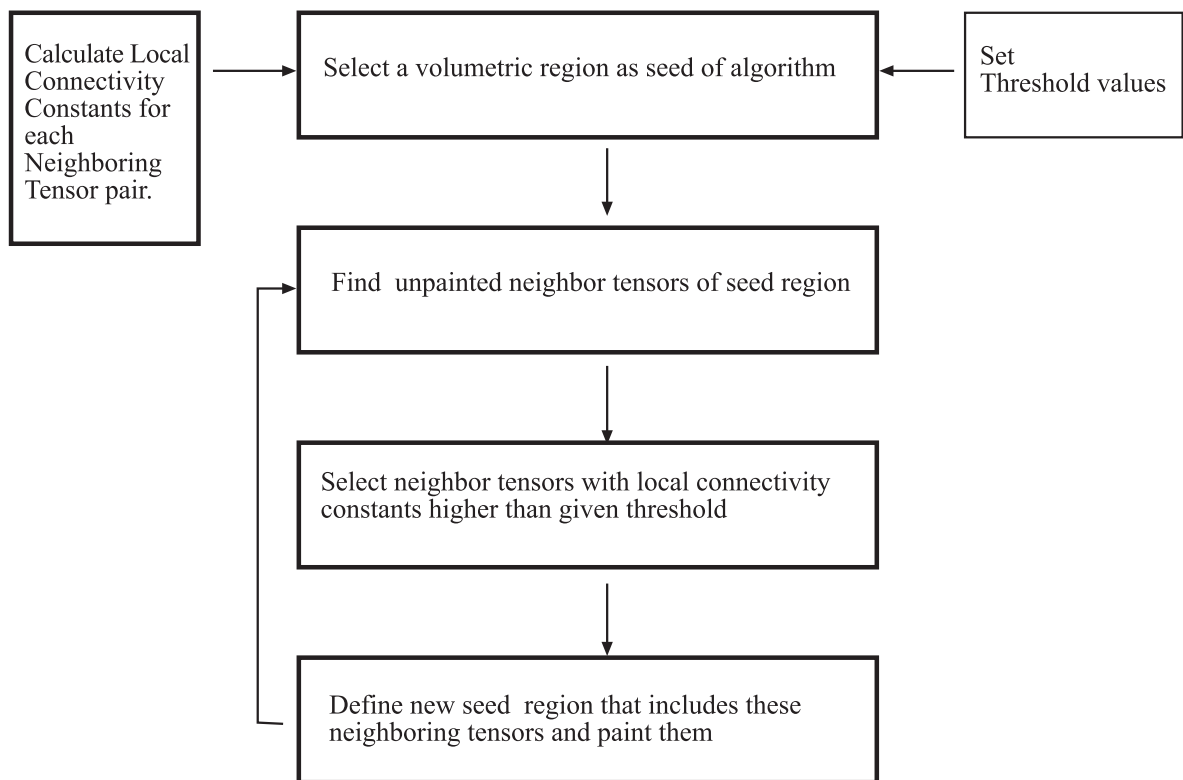 Calculate Local
Connectivity
Constants for
each
Neighboring
Tensor pair.
Select a volumetric region as seed of algorithm
Set
Threshold values
Find unpainted neighbor tensors of seed region
Select neighbor tensors with local connectivity
constants higher than given threshold
Define new seed region that includes these
neighboring tensors and paint them